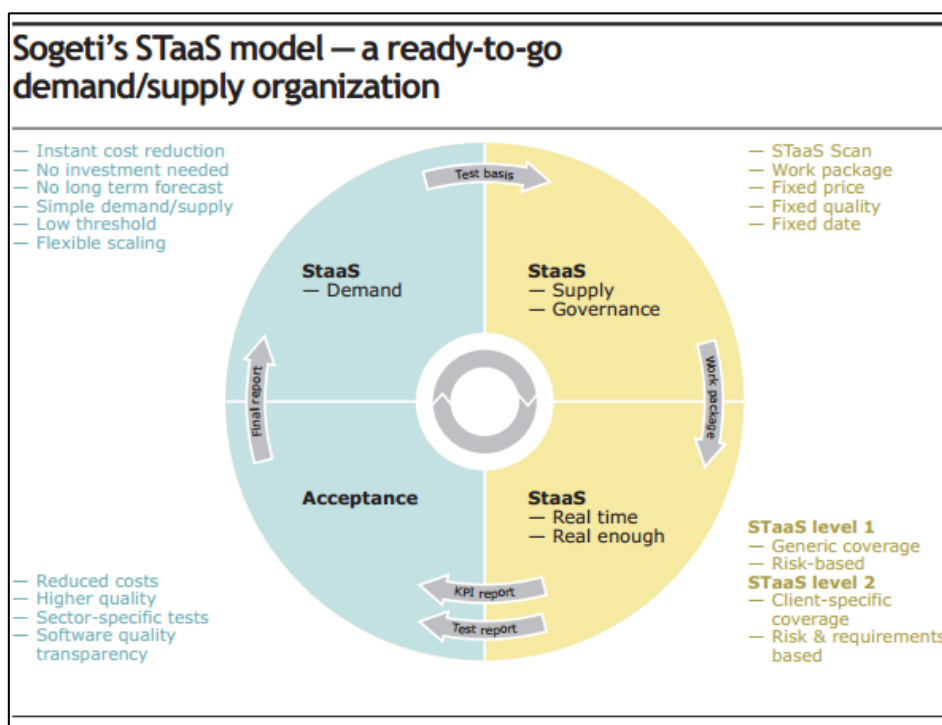 Sogeti's STaaS model — a ready-to-go
demand/supply organization
— Instant cost reduction
— No investment needed
— No long term forecast
— Simple demand/supply
— Low threshold
— Flexible scaling
— STaaS Scan
— Work package
— Fixed price
— Fixed quality
— Fixed date
Test basis
StaaS
— Demand
StaaS
— Supply
— Governance
Final report
Work package
Acceptance
StaaS
— Real time
— Real enough
KPI report
Test report
— Reduced costs
— Higher quality
— Sector-specific tests
— Software quality
transparency
STaaS level 1
— Generic coverage
— Risk-based
STaaS level 2
— Client-specific
coverage
— Risk & requirements
based